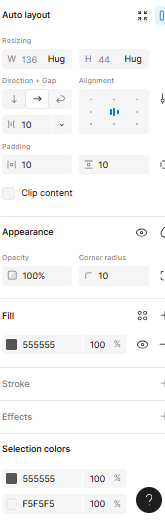 Auto layout
Resizing
W 136 Hug H 44 Hug
Direction + Gap Alignment
10
Padding
10 10
Clip content
Appearance
Opacity Corner radius
100% 10
Fill
555555 100 %
Stroke
Effects
Selection colors
555555 100 %
F5F5F5 100 %
?